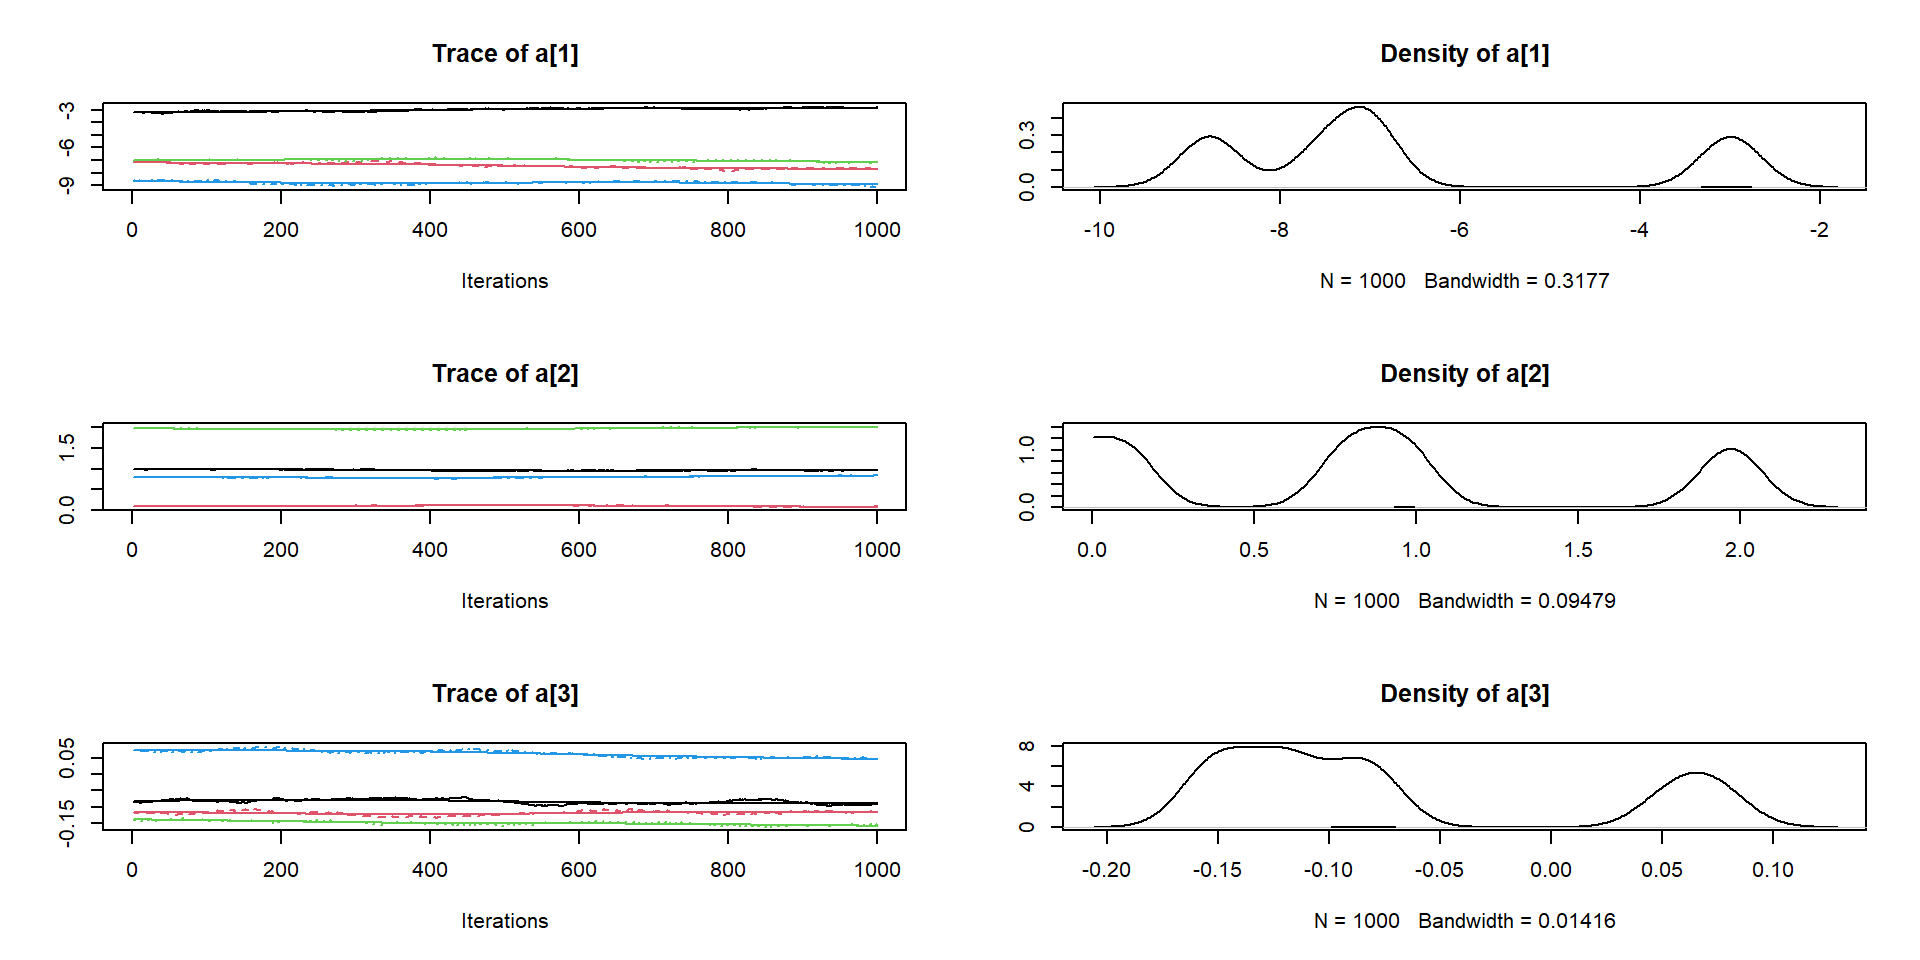 Trace of a[1]
Density of a[1]
-3
-6
-9
0 200 400 600 800 1000
Iterations
0.3
0.0
-10 -8 -6 -4 -2
N = 1000 Bandwidth = 0.3177
Trace of a[2]
Density of a[2]
1.5
0.0
0 200 400 600 800 1000
Iterations
1.0
0.0
0.0 0.5 1.0 1.5 2.0
N = 1000 Bandwidth = 0.09479
Trace of a[3]
Density of a[3]
0.05
-0.15
0 200 400 600 800 1000
Iterations
8
4
0
-0.20 -0.15 -0.10 -0.05 0.00 0.05 0.10
N = 1000 Bandwidth = 0.01416